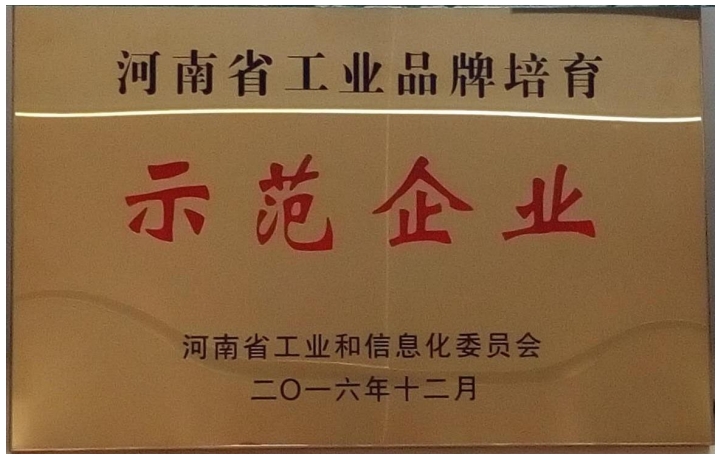 河南省工业品牌培育
示范企业
河南省工业和信息化委员会
二〇一六年十二月